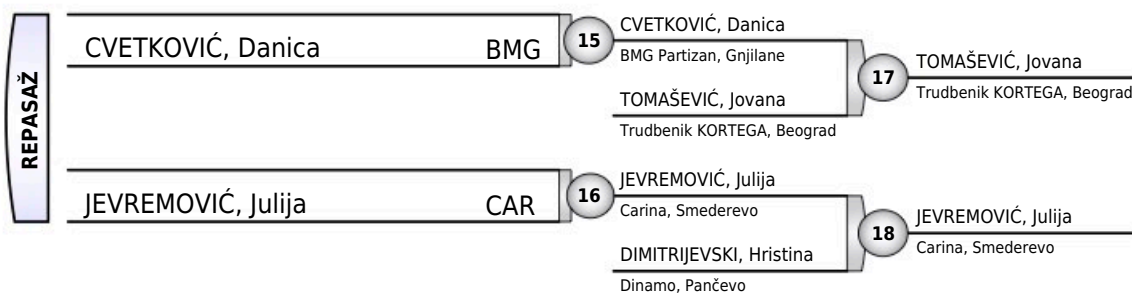 REPASAŽ
CVETKOVIĆ, Danica BMG
15
CVETKOVIĆ, Danica
BMG Partizan, Gnjilane
TOMAŠEVIĆ, Jovana
Trudbenik KORTEGA, Beograd
17
TOMAŠEVIĆ, Jovana
Trudbenik KORTEGA, Beograd
JEVREMOVIĆ, Julija CAR
16
JEVREMOVIĆ, Julija
Carina, Smederevo
DIMITRIJEVSKI, Hristina
Dinamo, Pančevo
18
JEVREMOVIĆ, Julija
Carina, Smederevo